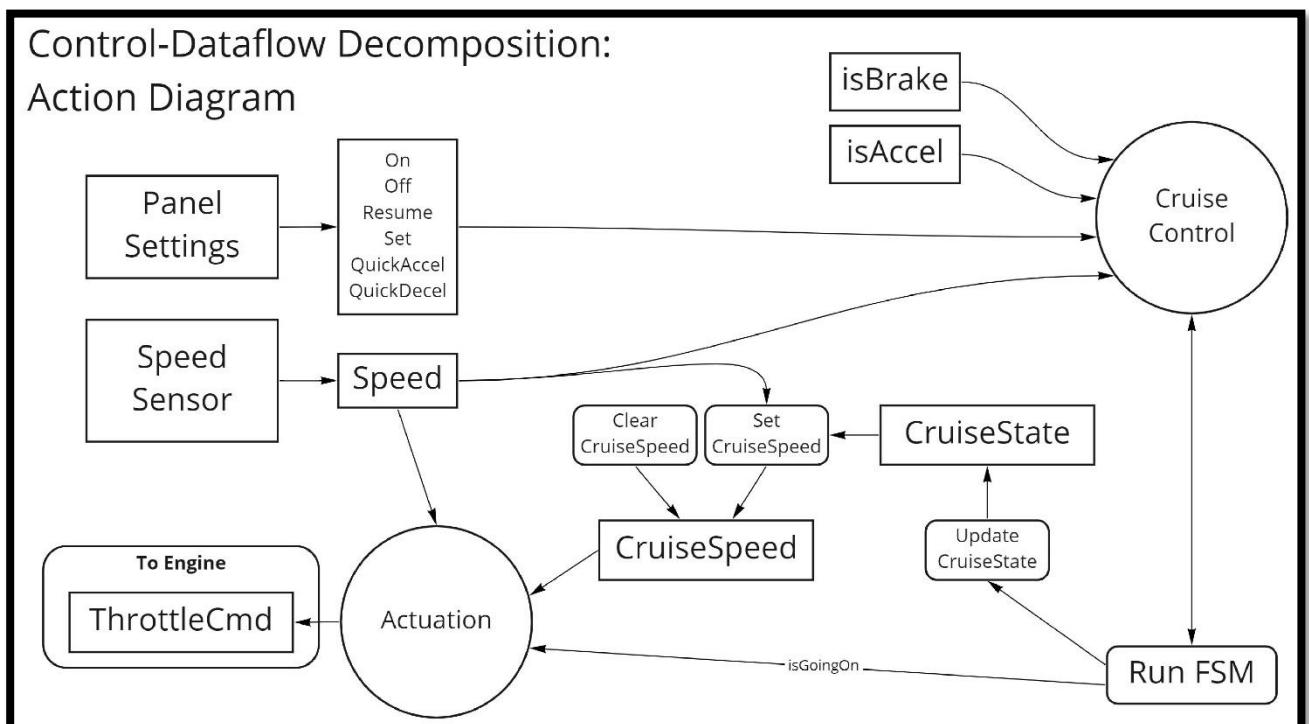 Control-Dataflow Decomposition:
Action Diagram
isBrake
isAccel
Cruise
Control
Panel
Settings
On
Off
Resume
Set
QuickAccel
QuickDecel
Speed
Sensor
Speed
Clear
CruiseSpeed
Set
CruiseSpeed
CruiseState
CruiseSpeed
Update
CruiseState
To Engine
ThrottleCmd
Actuation
isGoingOn
Run FSM